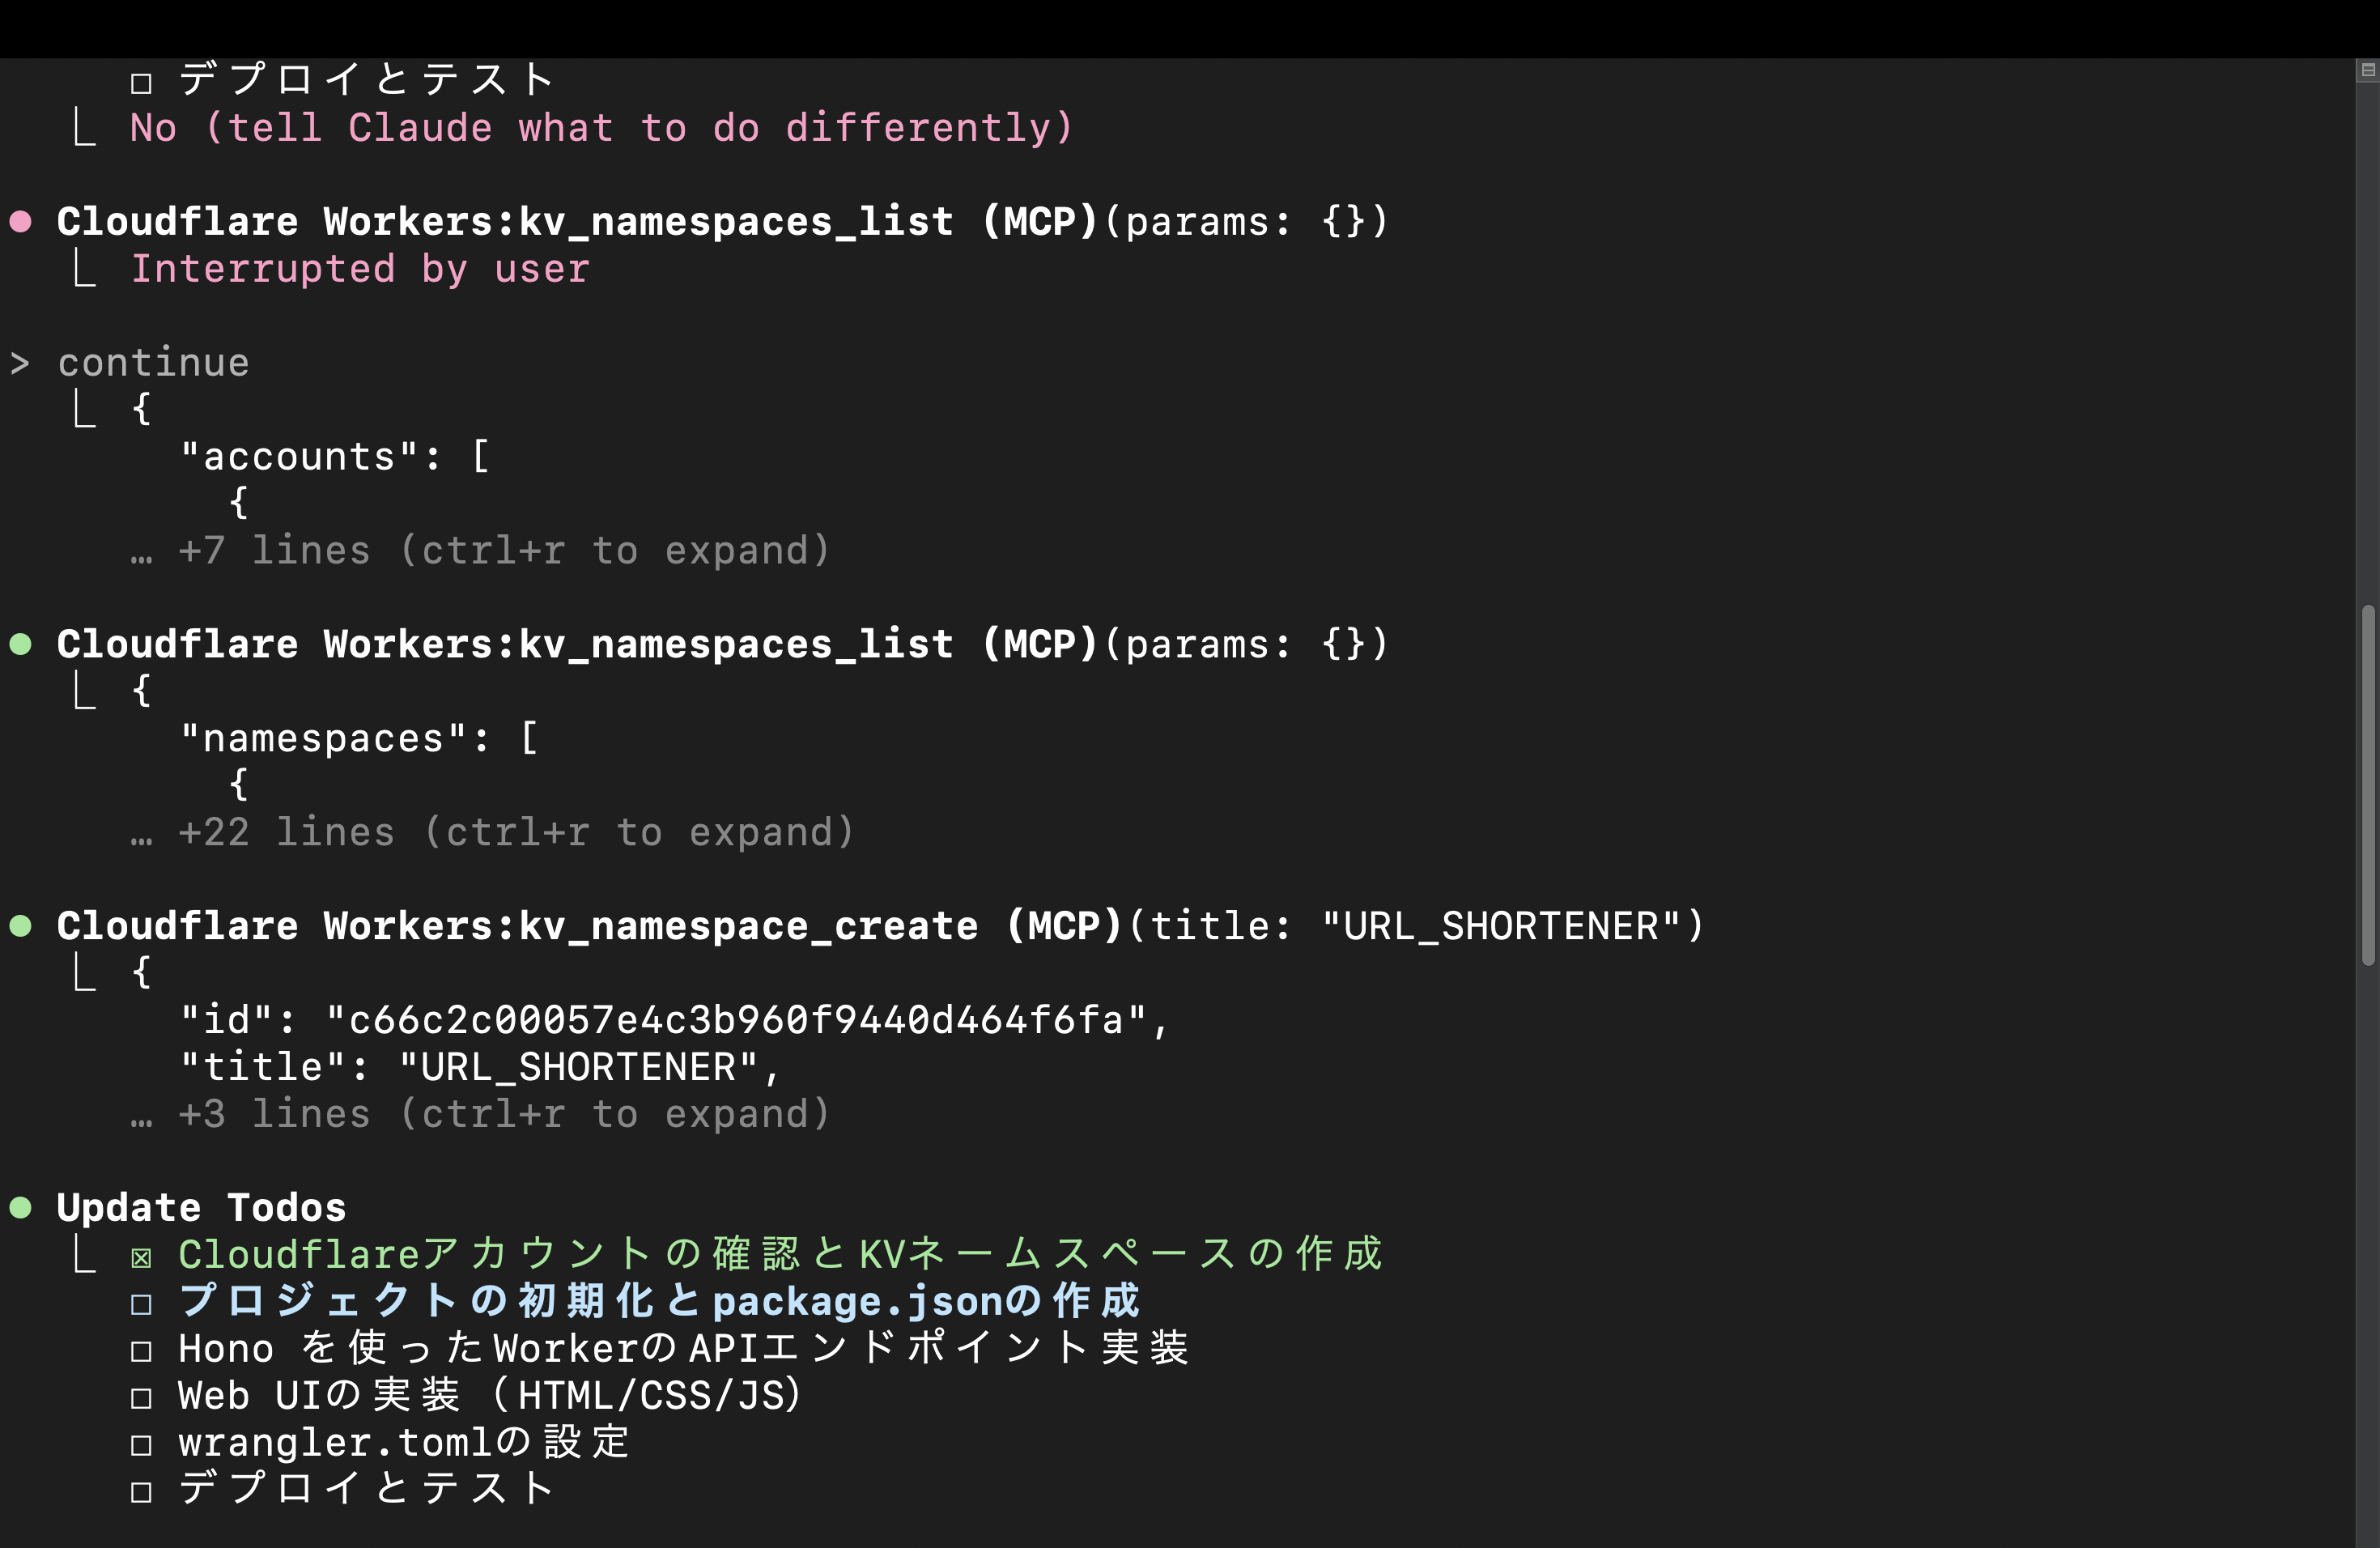 ☐ デプロイとテスト
⎿ No (tell Claude what to do differently)
● Cloudflare Workers:kv_namespaces_list (MCP)(params: {})
⎿ Interrupted by user
> continue
⎿ {
"accounts": [
{
… +7 lines (ctrl+r to expand)
● Cloudflare Workers:kv_namespaces_list (MCP)(params: {})
⎿ {
"namespaces": [
{
… +22 lines (ctrl+r to expand)
● Cloudflare Workers:kv_namespace_create (MCP)(title: "URL_SHORTENER")
⎿ {
"id": "c66c2c00057e4c3b960f9440d464f6fa",
"title": "URL_SHORTENER",
… +3 lines (ctrl+r to expand)
● Update Todos
⎿ ☒ Cloudflareアカウントの確認とKVネームスペースの作成
☐ プロジェクトの初期化とpackage.jsonの作成
☐ Hono を使ったWorkerのAPIエンドポイント実装
☐ Web UIの実装（HTML/CSS/JS）
☐ wrangler.tomlの設定
☐ デプロイとテスト